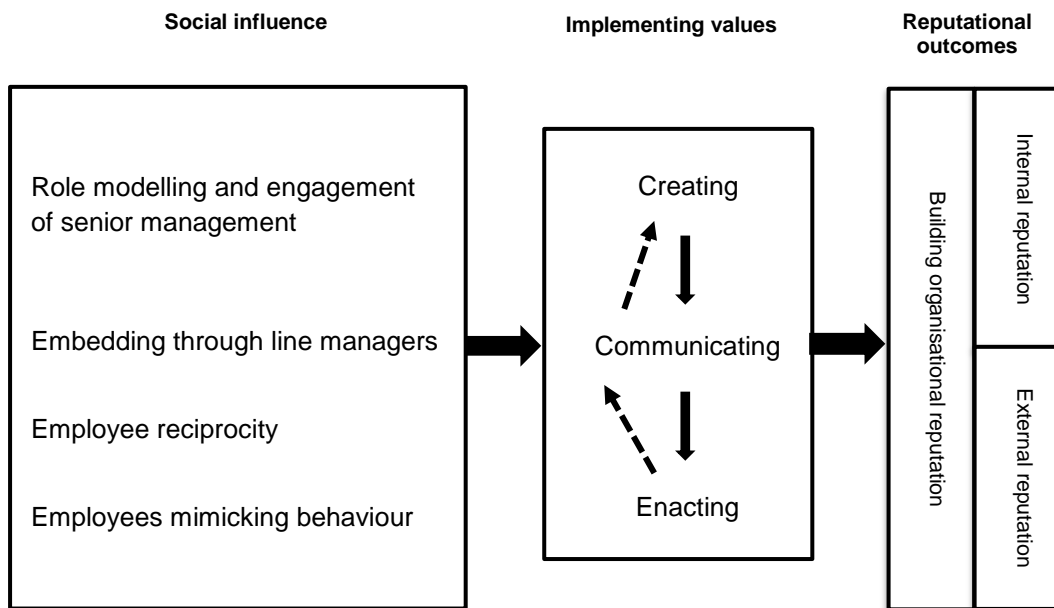 Social influence
Implementing values
Reputational
outcomes
Role modelling and engagement
of senior management
Embedding through line managers
Employee reciprocity
Employees mimicking behaviour
Creating
Communicating
Enacting
Building organisational reputation
Internal reputation
External reputation